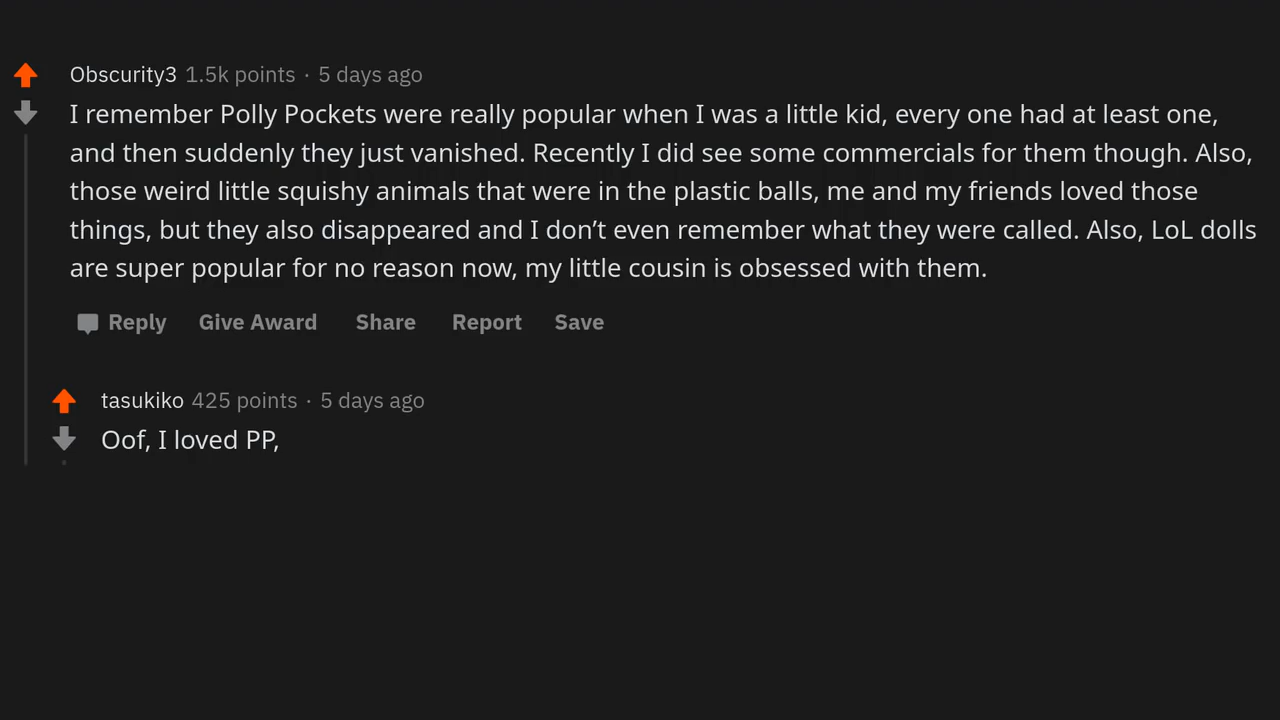 Obscurity3 1.5k points · 5 days ago
I remember Polly Pockets were really popular when I was a little kid, every one had at least one,
and then suddenly they just vanished. Recently I did see some commercials for them though. Also,
those weird little squishy animals that were in the plastic balls, me and my friends loved those
things, but they also disappeared and I don’t even remember what they were called. Also, LoL dolls
are super popular for no reason now, my little cousin is obsessed with them.
Reply Give Award Share Report Save
tasukiko 425 points · 5 days ago
Oof, I loved PP,